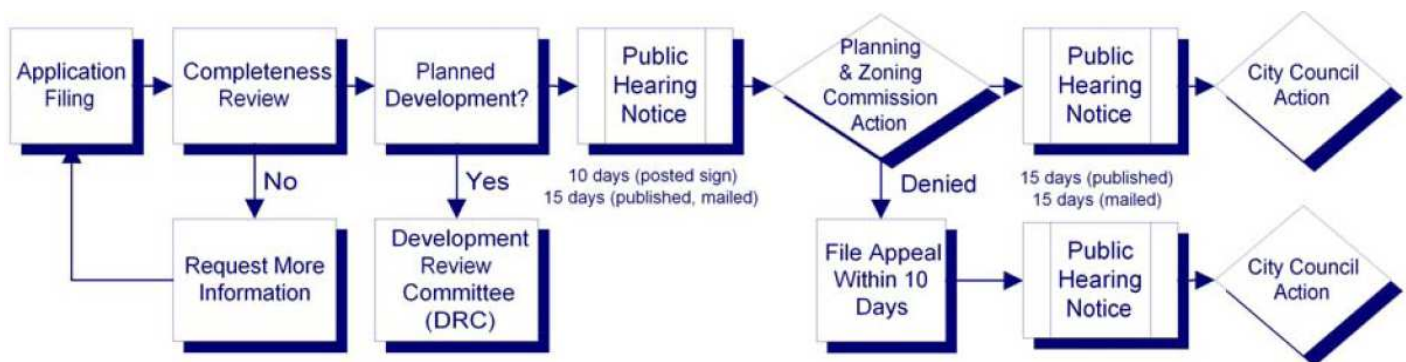 Application
Filing
Completeness
Review
Planned
Development?
Public
Hearing
Notice
10 days (posted sign)
15 days (published, mailed)
Planning
& Zoning
Commission
Action
Public
Hearing
Notice
15 days (published)
15 days (mailed)
City Council
Action
No
Yes
Denied
Request More
Information
Development
Review
Committee
(DRC)
File Appeal
Within 10
Days
Public
Hearing
Notice
City Council
Action